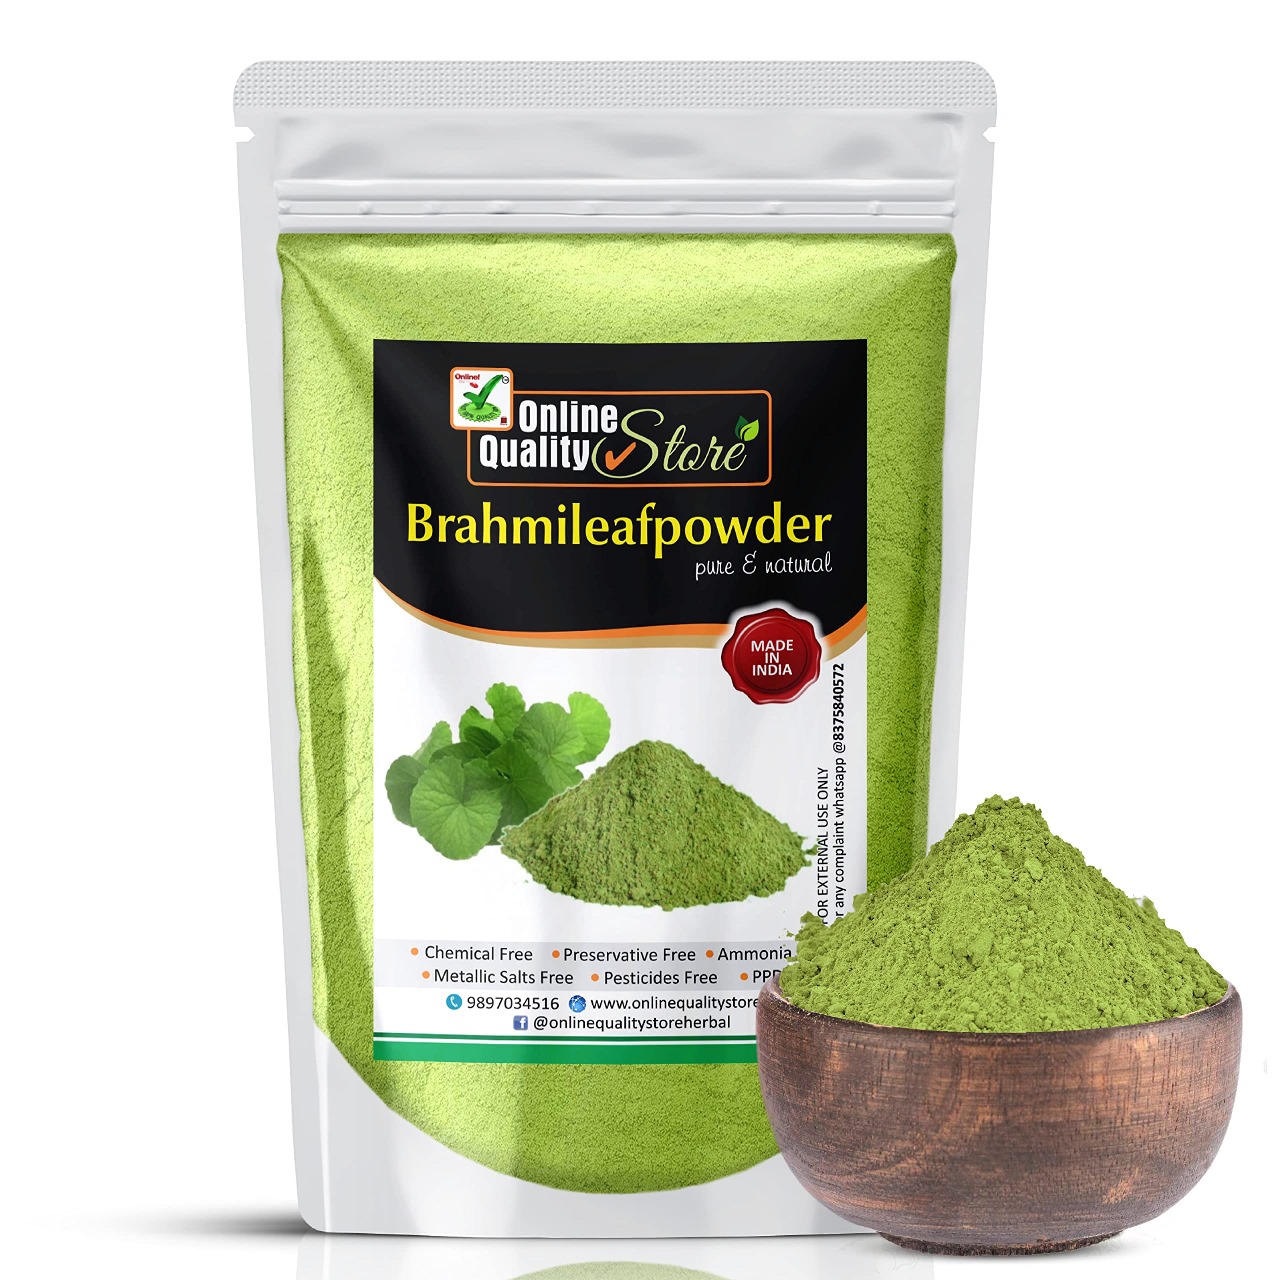 Online!
Online
Quality Store
Brahmileafpowder
pure & natural
MADE
IN
INDIA
FOR EXTERNAL USE ONLY
any complaint whatsapp @8375840572
• Chemical Free • Preservative Free • Ammonia
• Metallic Salts Free • Pesticides Free •
9897034516 www.onlinequalitystore
@onlinequalitystoreherbal